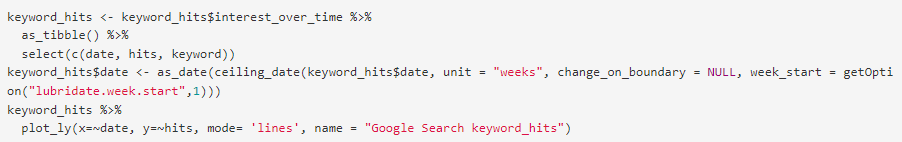 keyword_hits <- keyword_hits$interest_over_time %>%
  as_tibble() %>%
  select(c(date, hits, keyword))
keyword_hits$date <- as_date(ceiling_date(keyword_hits$date, unit = "weeks", change_on_boundary = NULL, week_start = getOpti
on("lubridate.week.start",1)))
keyword_hits %>%
  plot_ly(x=~date, y=~hits, mode= 'lines', name = "Google Search keyword_hits")